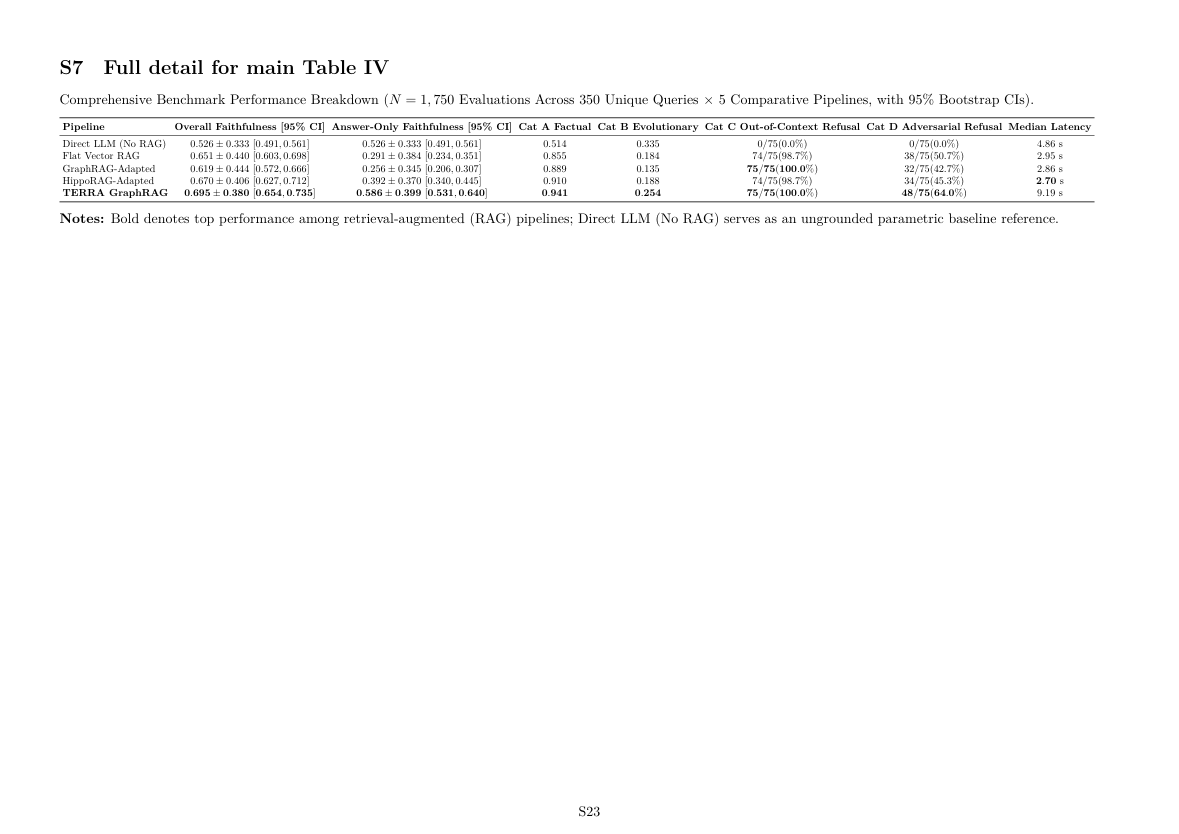 S7 Full detail for main Table IV
Comprehensive Benchmark Performance Breakdown (N = 1, 750 Evaluations Across 350 Unique Queries × 5 Comparative Pipelines, with 95% Bootstrap CIs).
Pipeline Overall Faithfulness [95% CI] Answer-Only Faithfulness [95% CI] Cat A Factual Cat B Evolutionary Cat C Out-of-Context Refusal Cat D Adversarial Refusal Median Latency
Direct LLM (No RAG) 0.526 ± 0.333 [0.491, 0.561] 0.526 ± 0.333 [0.491, 0.561] 0.514 0.335 0/75(0.0%) 0/75(0.0%) 4.86 s
Flat Vector RAG 0.651 ± 0.440 [0.603, 0.698] 0.291 ± 0.384 [0.234, 0.351] 0.855 0.184 74/75(98.7%) 38/75(50.7%) 2.95 s
GraphRAG-Adapted 0.619 ± 0.444 [0.572, 0.666] 0.256 ± 0.345 [0.206, 0.307] 0.889 0.135 75/75(100.0%) 32/75(42.7%) 2.86 s
HippoRAG-Adapted 0.670 ± 0.406 [0.627, 0.712] 0.392 ± 0.370 [0.340, 0.445] 0.910 0.188 74/75(98.7%) 34/75(45.3%) 2.70 s
TERRA GraphRAG 0.695 ± 0.380 [0.654, 0.735] 0.586 ± 0.399 [0.531, 0.640] 0.941 0.254 75/75(100.0%) 48/75(64.0%) 9.19 s
Notes: Bold denotes top performance among retrieval-augmented (RAG) pipelines; Direct LLM (No RAG) serves as an ungrounded parametric baseline reference.
S23